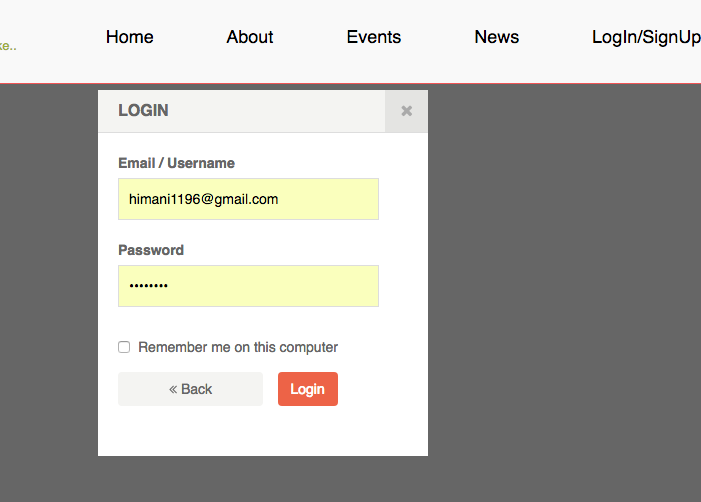 Home About Events News LogIn/SignUp
ke..
LOGIN
Email / Username
himani1196@gmail.com
Password
••••••••
Remember me on this computer
« Back Login